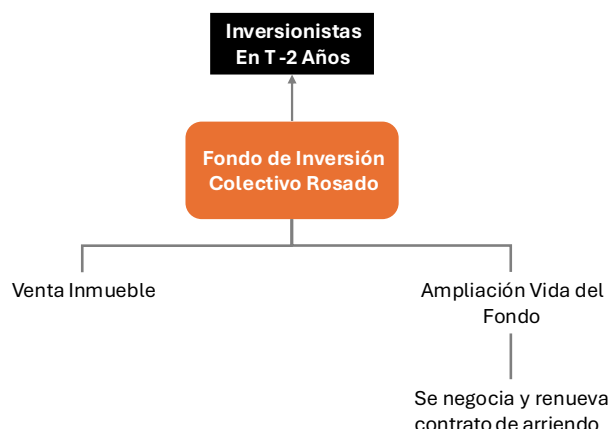 Inversionistas
En T -2 Años
Fondo de Inversión
Colectivo Rosado
Venta Inmueble
Ampliación Vida del
Fondo
Se negocia y renueva
contrato de arriendo